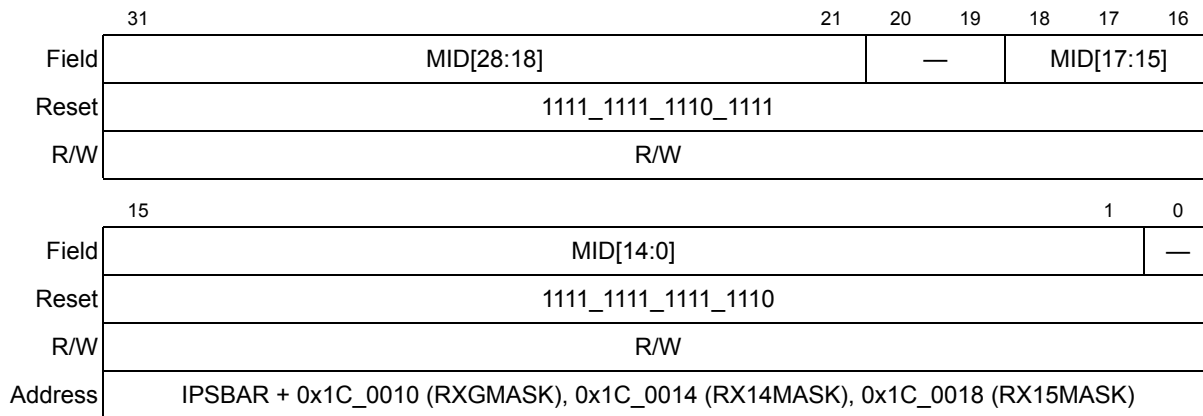 31 21 20 19 18 17 16
Field MID[28:18] — MID[17:15]
Reset 1111_1111_1110_1111
R/W R/W
15 1 0
Field MID[14:0] —
Reset 1111_1111_1111_1110
R/W R/W
Address IPSBAR + 0x1C_0010 (RXGMASK), 0x1C_0014 (RX14MASK), 0x1C_0018 (RX15MASK)